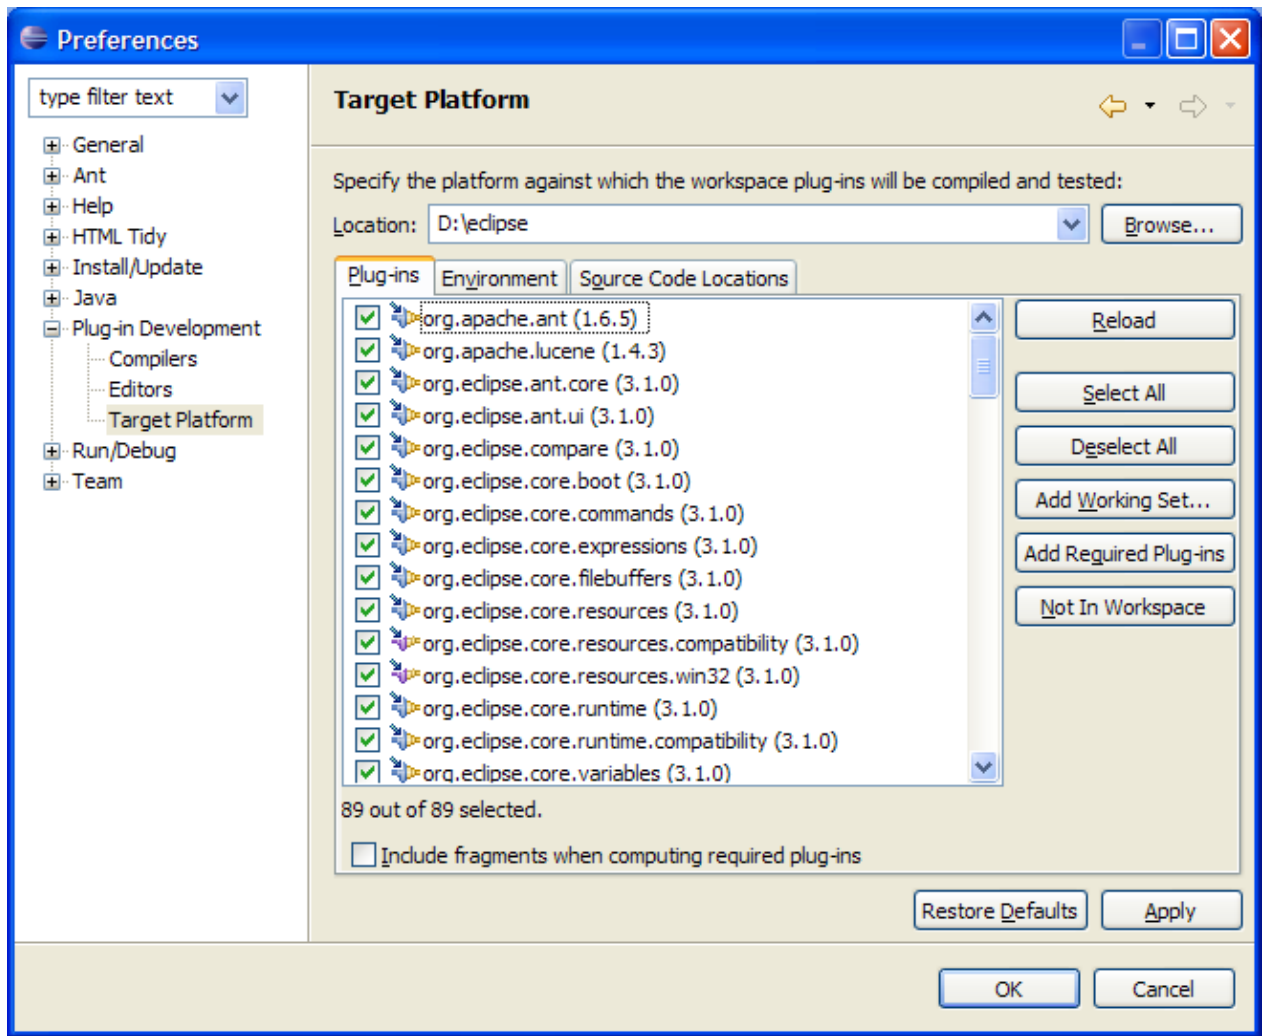 Preferences
type filter text
General
Ant
Help
HTML Tidy
Install/Update
Java
Plug-in Development
Compilers
Editors
Target Platform
Run/Debug
Team
Target Platform
Specify the platform against which the workspace plug-ins will be compiled and tested:
Location: D:\eclipse Browse...
Plug-ins Environment Source Code Locations
org.apache.ant (1.6.5)
org.apache.lucene (1.4.3)
org.eclipse.ant.core (3.1.0)
org.eclipse.ant.ui (3.1.0)
org.eclipse.compare (3.1.0)
org.eclipse.core.boot (3.1.0)
org.eclipse.core.commands (3.1.0)
org.eclipse.core.expressions (3.1.0)
org.eclipse.core.filebuffers (3.1.0)
org.eclipse.core.resources (3.1.0)
org.eclipse.core.resources.compatibility (3.1.0)
org.eclipse.core.resources.win32 (3.1.0)
org.eclipse.core.runtime (3.1.0)
org.eclipse.core.runtime.compatibility (3.1.0)
org.eclipse.core.variables (3.1.0)
Reload
Select All
Deselect All
Add Working Set...
Add Required Plug-ins
Not In Workspace
89 out of 89 selected.
Include fragments when computing required plug-ins
Restore Defaults Apply
OK Cancel